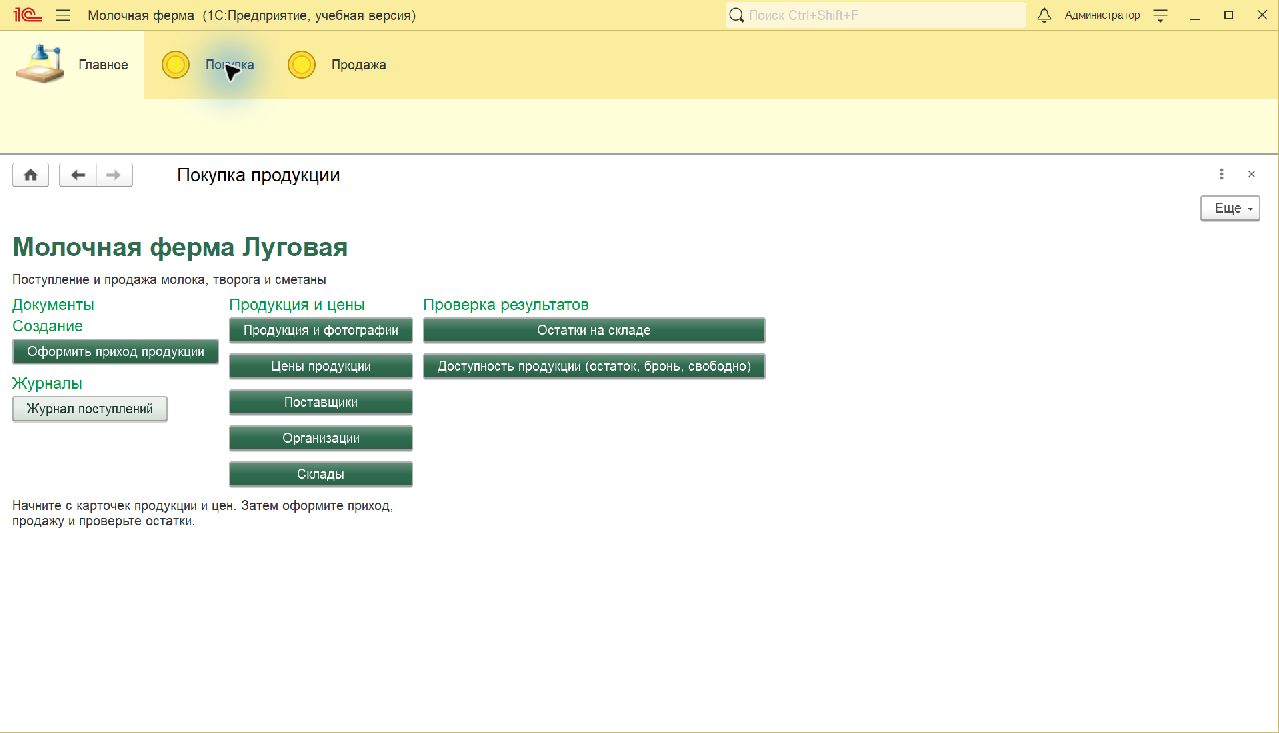 1С Молочная ферма (1С:Предприятие, учебная версия) Поиск Ctrl+Shift+F Администратор
Главное Покупка Продажа
Покупка продукции
Еще
Молочная ферма Луговая
Поступление и продажа молока, творога и сметаны
Документы
Создание
Оформить приход продукции
Журналы
Журнал поступлений
Продукция и цены
Продукция и фотографии
Цены продукции
Поставщики
Организации
Склады
Проверка результатов
Остатки на складе
Доступность продукции (остаток, бронь, свободно)
Начните с карточек продукции и цен. Затем оформите приход,
продажу и проверьте остатки.